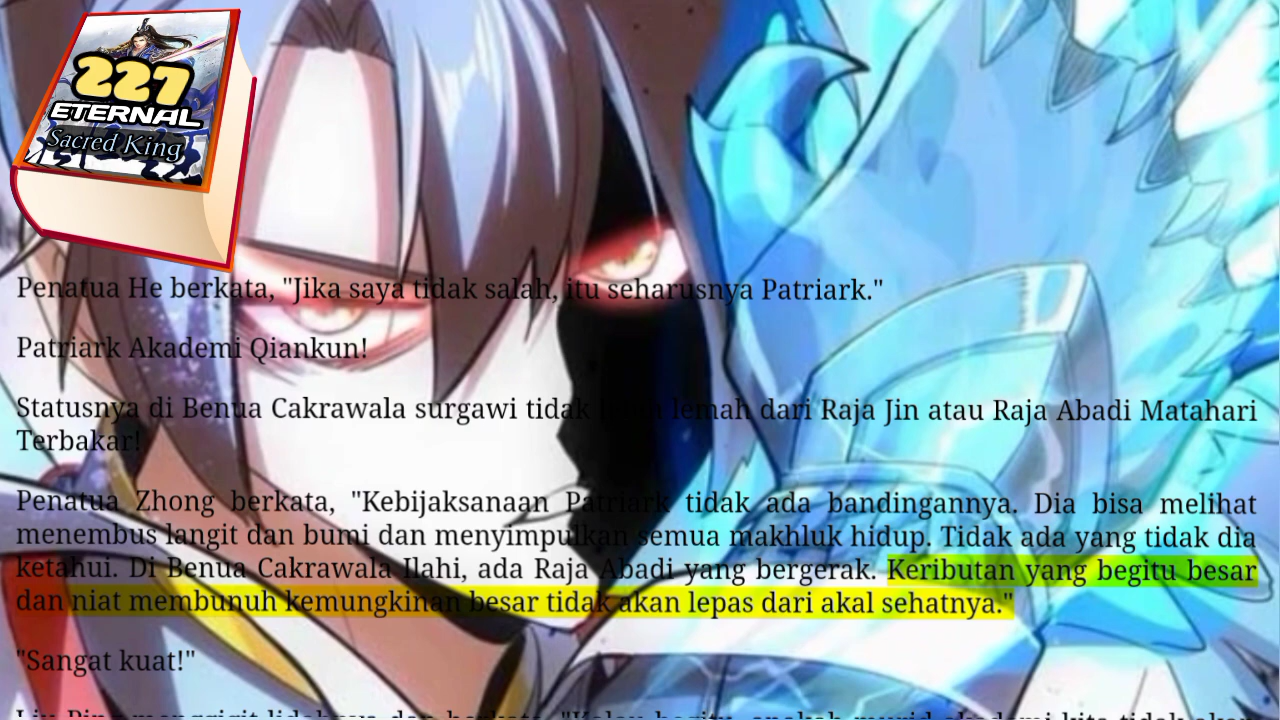 227
ETERNAL
Sacred King
Penatua He berkata, "Jika saya tidak salah, itu seharusnya Patriark."
Patriark Akademi Qiankun!
Statusnya di Benua Cakrawala surgawi tidak lebih lemah dari Raja Jin atau Raja Abadi Matahari
Terbakar!
Penatua Zhong berkata, "Kebijaksanaan Patriark tidak ada bandingannya. Dia bisa melihat
menembus langit dan bumi dan menyimpulkan semua makhluk hidup. Tidak ada yang tidak dia
ketahui. Di Benua Cakrawala Ilahi, ada Raja Abadi yang bergerak. Keributan yang begitu besar
dan niat membunuh kemungkinan besar tidak akan lepas dari akal sehatnya."
"Sangat kuat!"